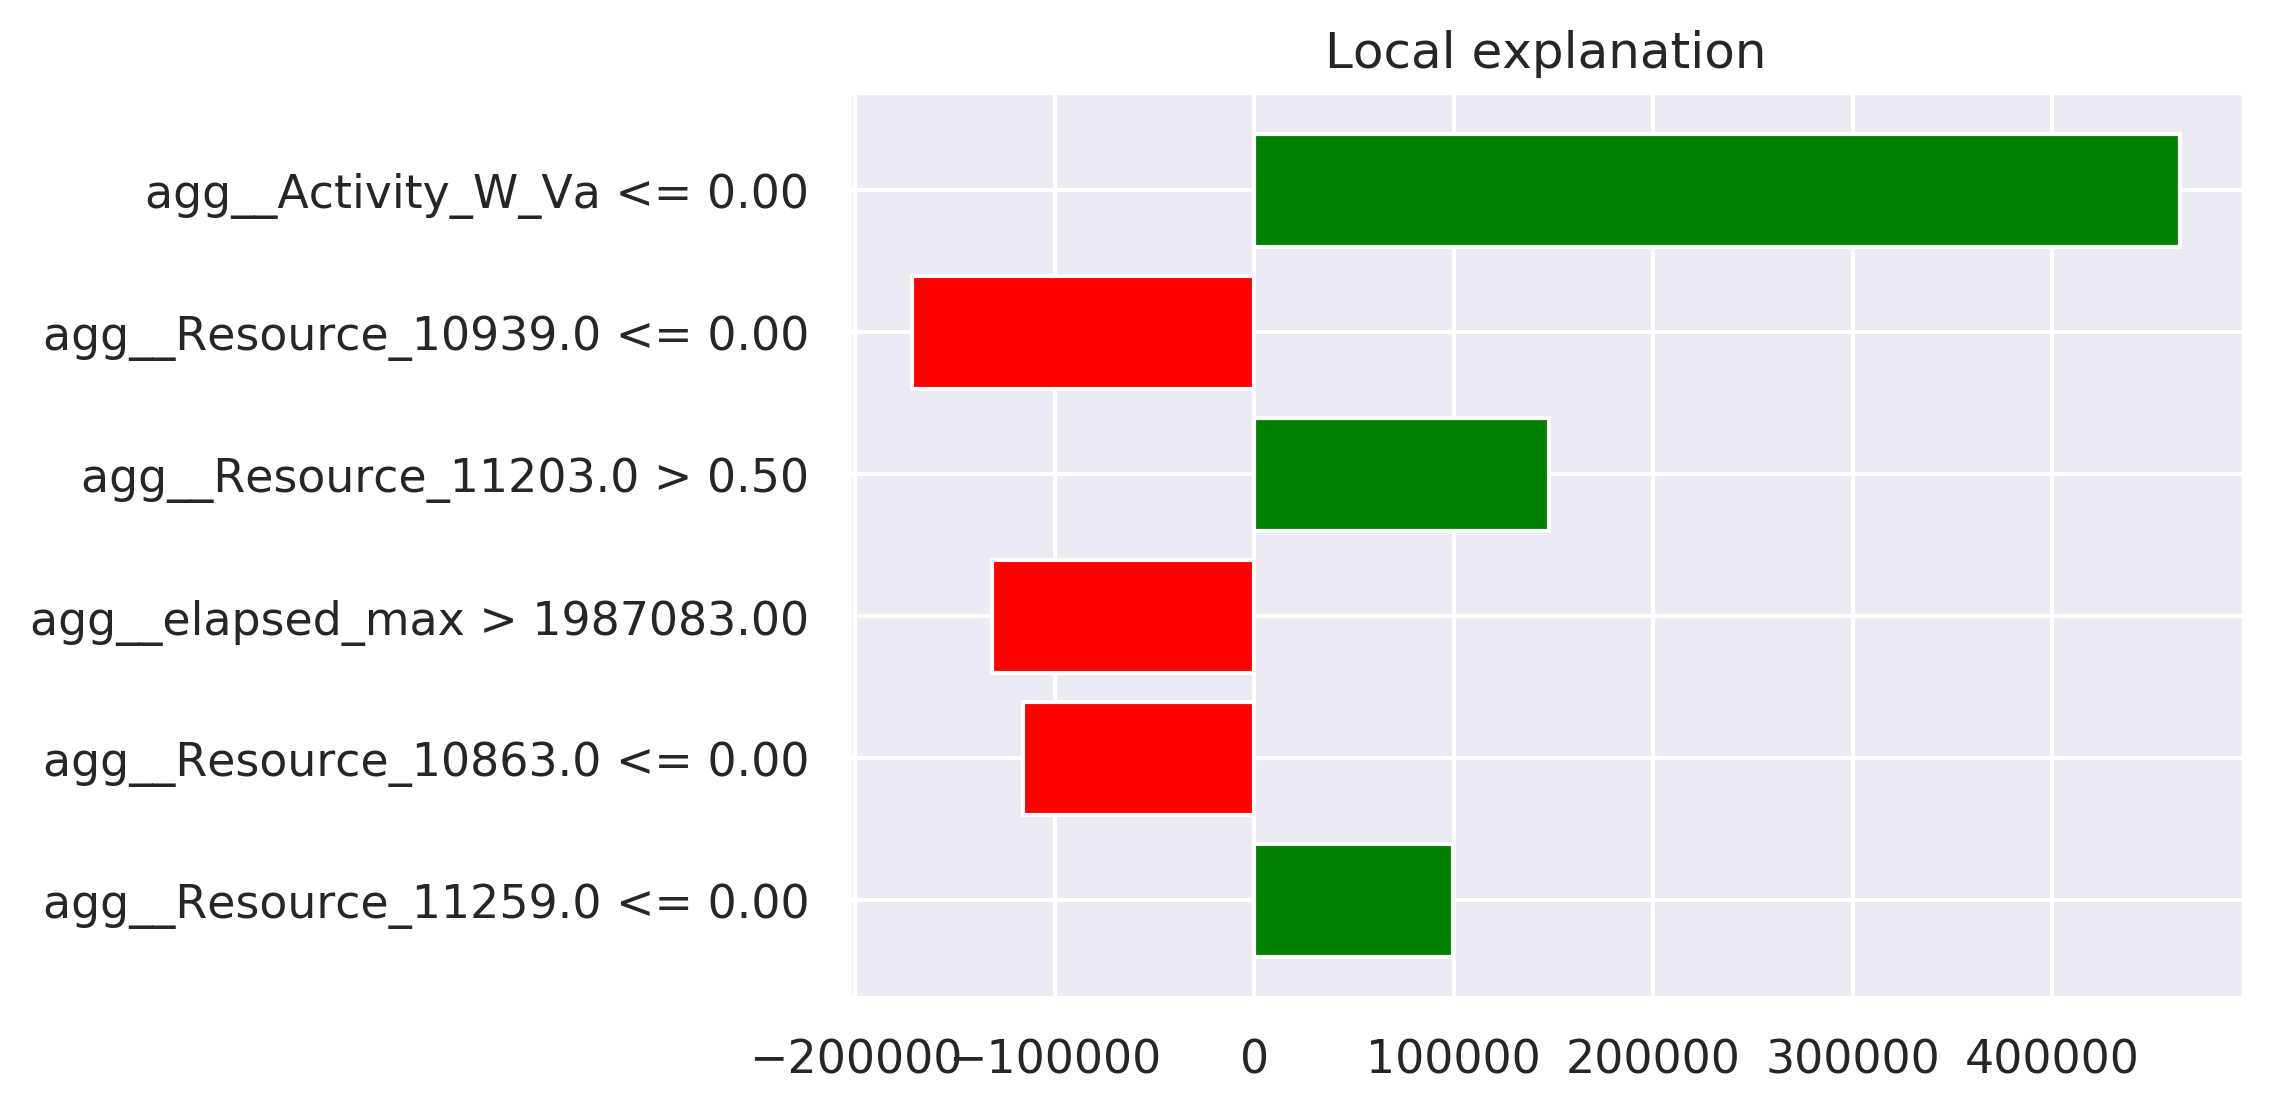 Local explanation
agg__Activity_W_Va <= 0.00
agg__Resource_10939.0 <= 0.00
agg__Resource_11203.0 > 0.50
agg__elapsed_max > 1987083.00
agg__Resource_10863.0 <= 0.00
agg__Resource_11259.0 <= 0.00
−200000 −100000 0 100000 200000 300000 400000